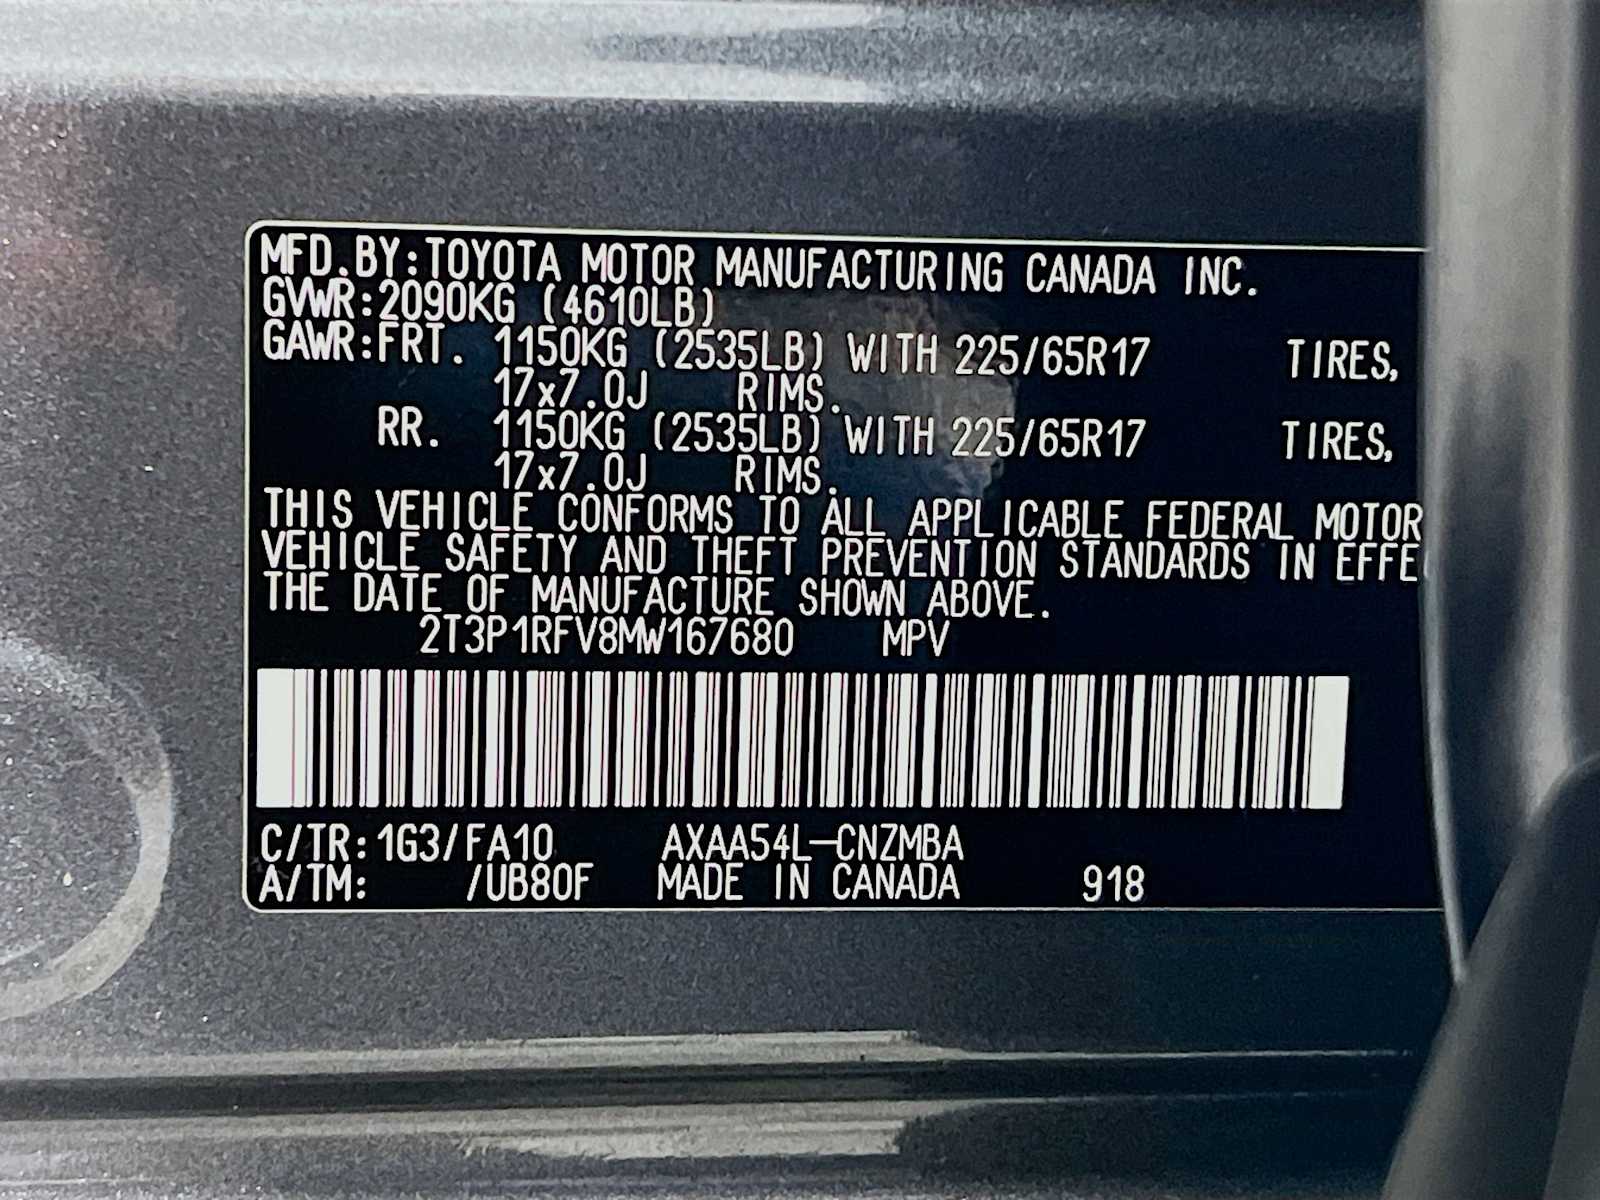 MFD.BY:TOYOTA MOTOR MANUFACTURING CANADA INC.
GVWR:2090KG (4610LB)
GAWR:FRT. 1150KG (2535LB) WITH 225/65R17 TIRES,
17x7.0J RIMS.
RR. 1150KG (2535LB) WITH 225/65R17 TIRES,
17x7.0J RIMS.
THIS VEHICLE CONFORMS TO ALL APPLICABLE FEDERAL MOTOR
VEHICLE SAFETY AND THEFT PREVENTION STANDARDS IN EFFE
THE DATE OF MANUFACTURE SHOWN ABOVE.
2T3P1RFV8MW167680 MPV
C/TR:1G3/FA10 AXAA54L-CNZMBA
A/TM: /UB80F MADE IN CANADA 918